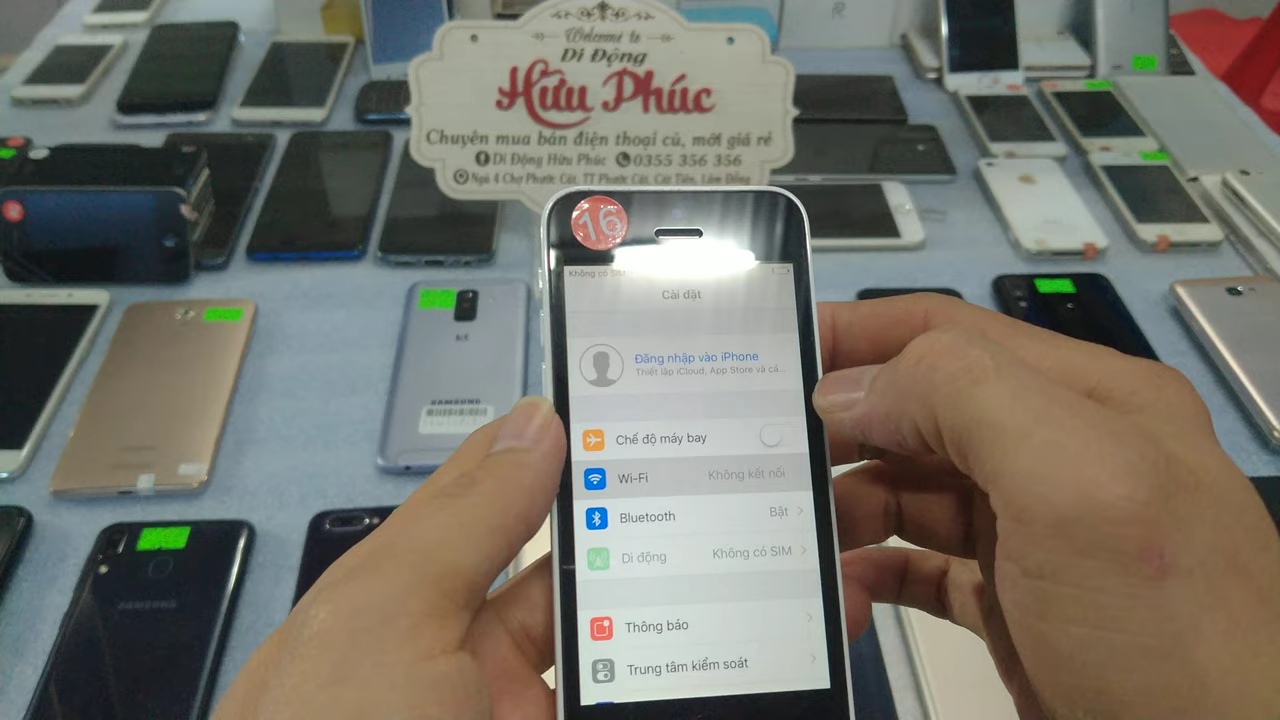 Welcome to
Di Động
Hữu Phúc
Chuyên mua bán điện thoại cũ, mới giá rẻ
Di Động Hữu Phúc 0355 356 356
Ngã 4 Chợ Phước Cát, TT Phước Cát, Cát Tiên, Lâm Đồng
16
Không có SIM
Cài đặt
Đăng nhập vào iPhone
Thiết lập iCloud, App Store và cá...
Chế độ máy bay
Wi-Fi Không kết nối
Bluetooth Bật
Di động Không có SIM
Thông báo
Trung tâm kiểm soát
SAMSUNG
SAMSUNG